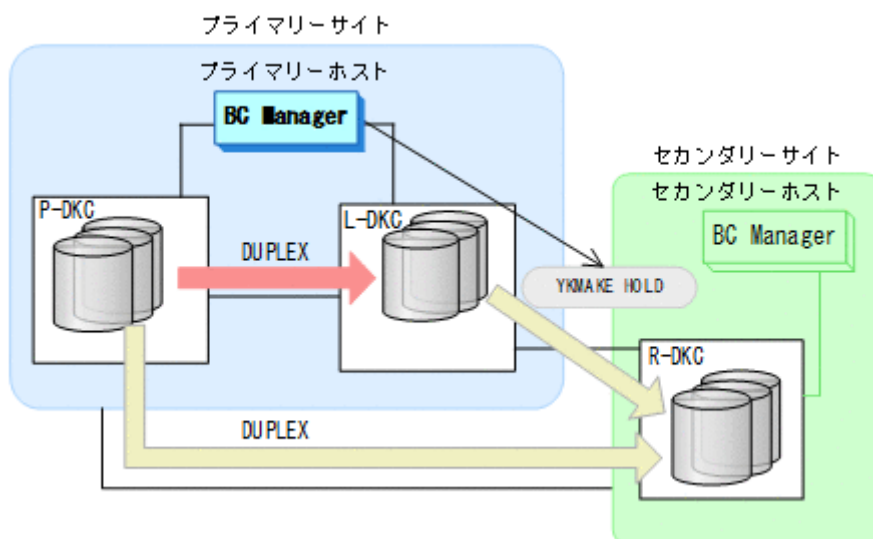 プライマリーサイト
プライマリーホスト
BC Manager
セカンダリーサイト
セカンダリーホスト
P-DKC
L-DKC
BC Manager
DUPLEX
YKMAKE HOLD
R-DKC
DUPLEX